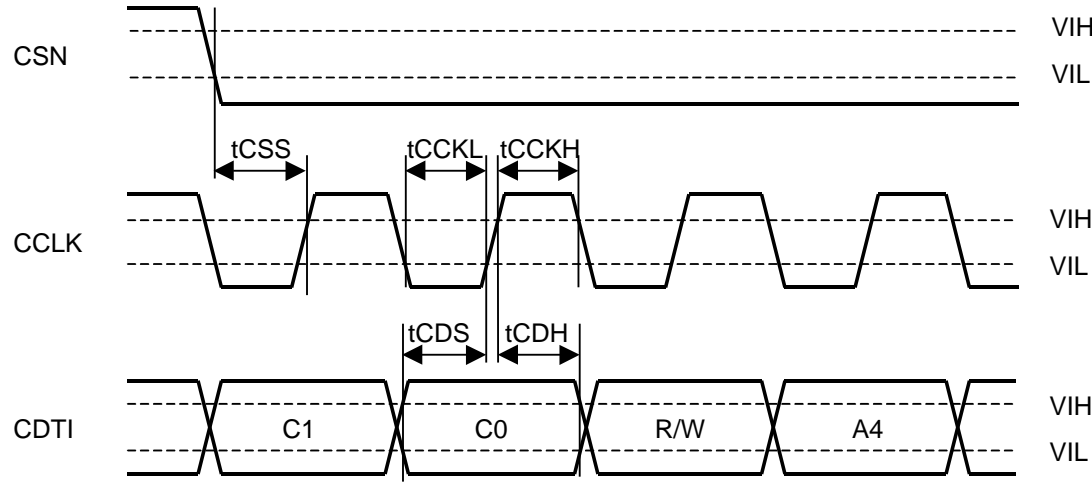 VIH
CSN
VIL
tCSS tCCKL tCCKH
VIH
CCLK
VIL
tCDS tCDH
VIH
CDTI C1 C0 R/W A4
VIL